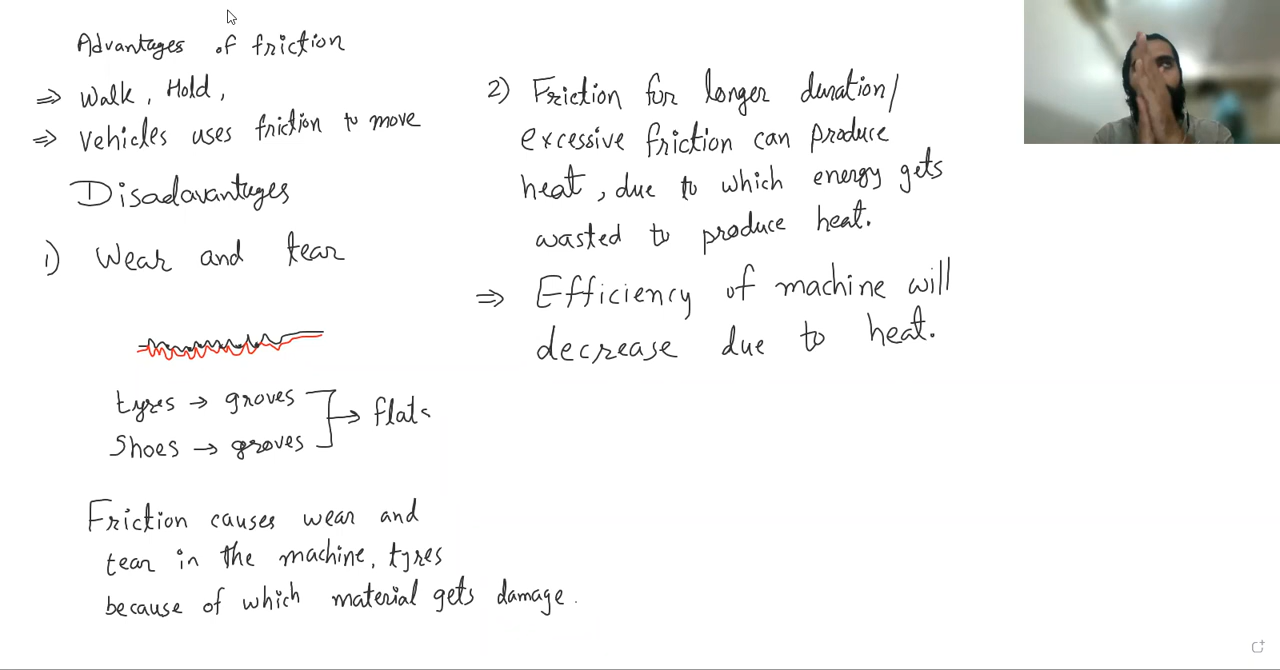 Advantages of friction
⇒ Walk, Hold,
⇒ Vehicles uses friction to move
Disadavantages
1) Wear and tear
tyres → groves
Shoes → groves
→ flats
Friction causes wear and
tear in the machine, tyres
because of which material gets damage.
2) Friction for longer duration/
excessive friction can produce
heat, due to which energy gets
wasted to produce heat.
⇒ Efficiency of machine will
decrease due to heat.